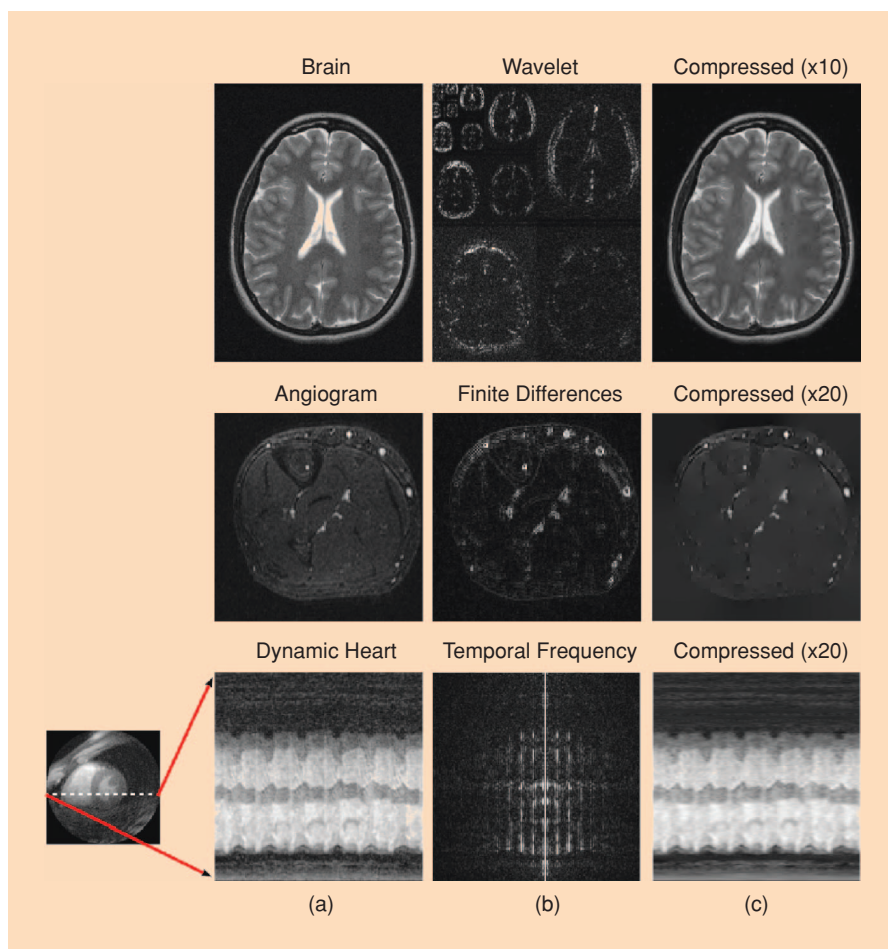 Brain Wavelet Compressed (x10)
Angiogram Finite Differences Compressed (x20)
Dynamic Heart Temporal Frequency Compressed (x20)
(a) (b) (c)